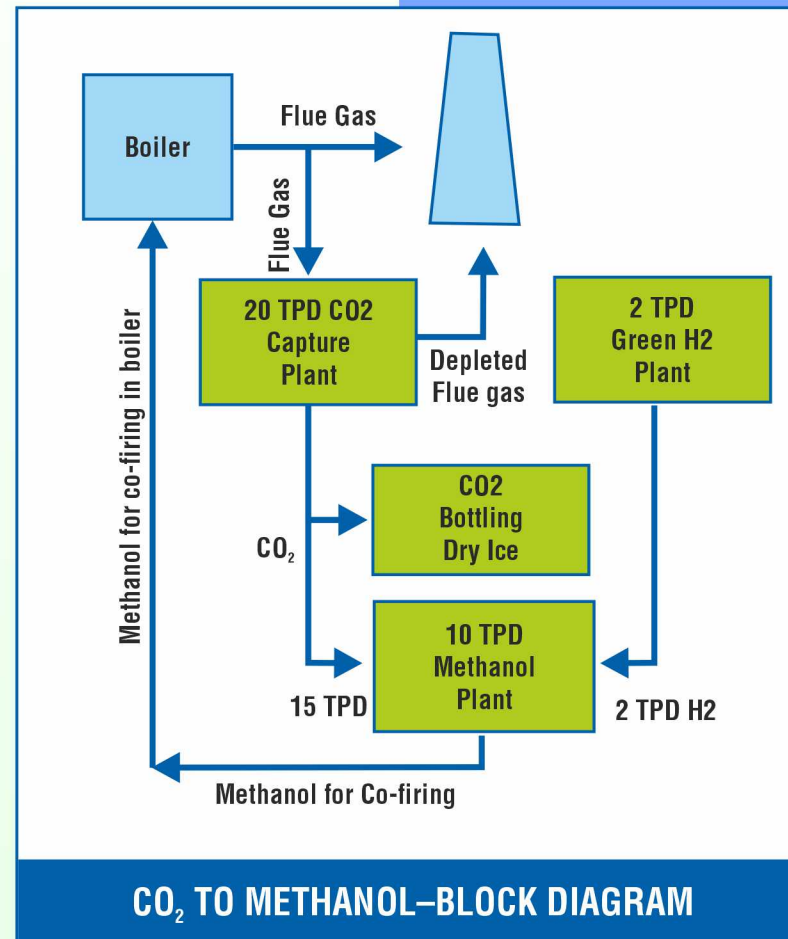 Flue Gas
Boiler
Flue Gas
20 TPD CO2
Capture
Plant
2 TPD
Green H2
Plant
Depleted
Flue gas
Methanol for co-firing in boiler
CO2
Bottling
Dry Ice
CO₂
10 TPD
Methanol
Plant
15 TPD
2 TPD H2
Methanol for Co-firing
CO₂ TO METHANOL–BLOCK DIAGRAM